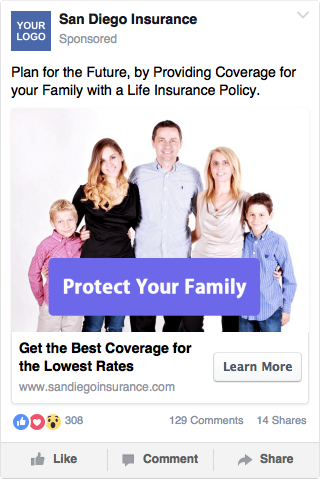 YOUR
LOGO
San Diego Insurance
Sponsored
Plan for the Future, by Providing Coverage for
your Family with a Life Insurance Policy.
Protect Your Family
Get the Best Coverage for
the Lowest Rates
www.sandiegoinsurance.com
Learn More
308
129 Comments 14 Shares
Like Comment Share